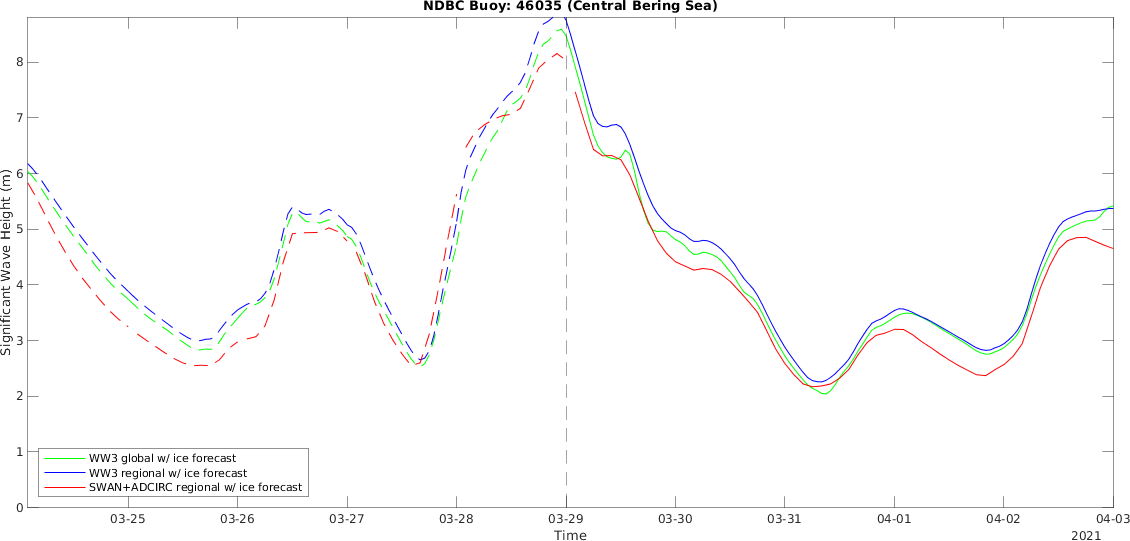 NDBC Buoy: 46035 (Central Bering Sea)
Significant Wave Height (m)
8
7
6
5
4
3
2
1
0
WW3 global w/ ice forecast
WW3 regional w/ ice forecast
SWAN+ADCIRC regional w/ ice forecast
03-25 03-26 03-27 03-28 03-29 03-30 03-31 04-01 04-02 04-03
Time
2021